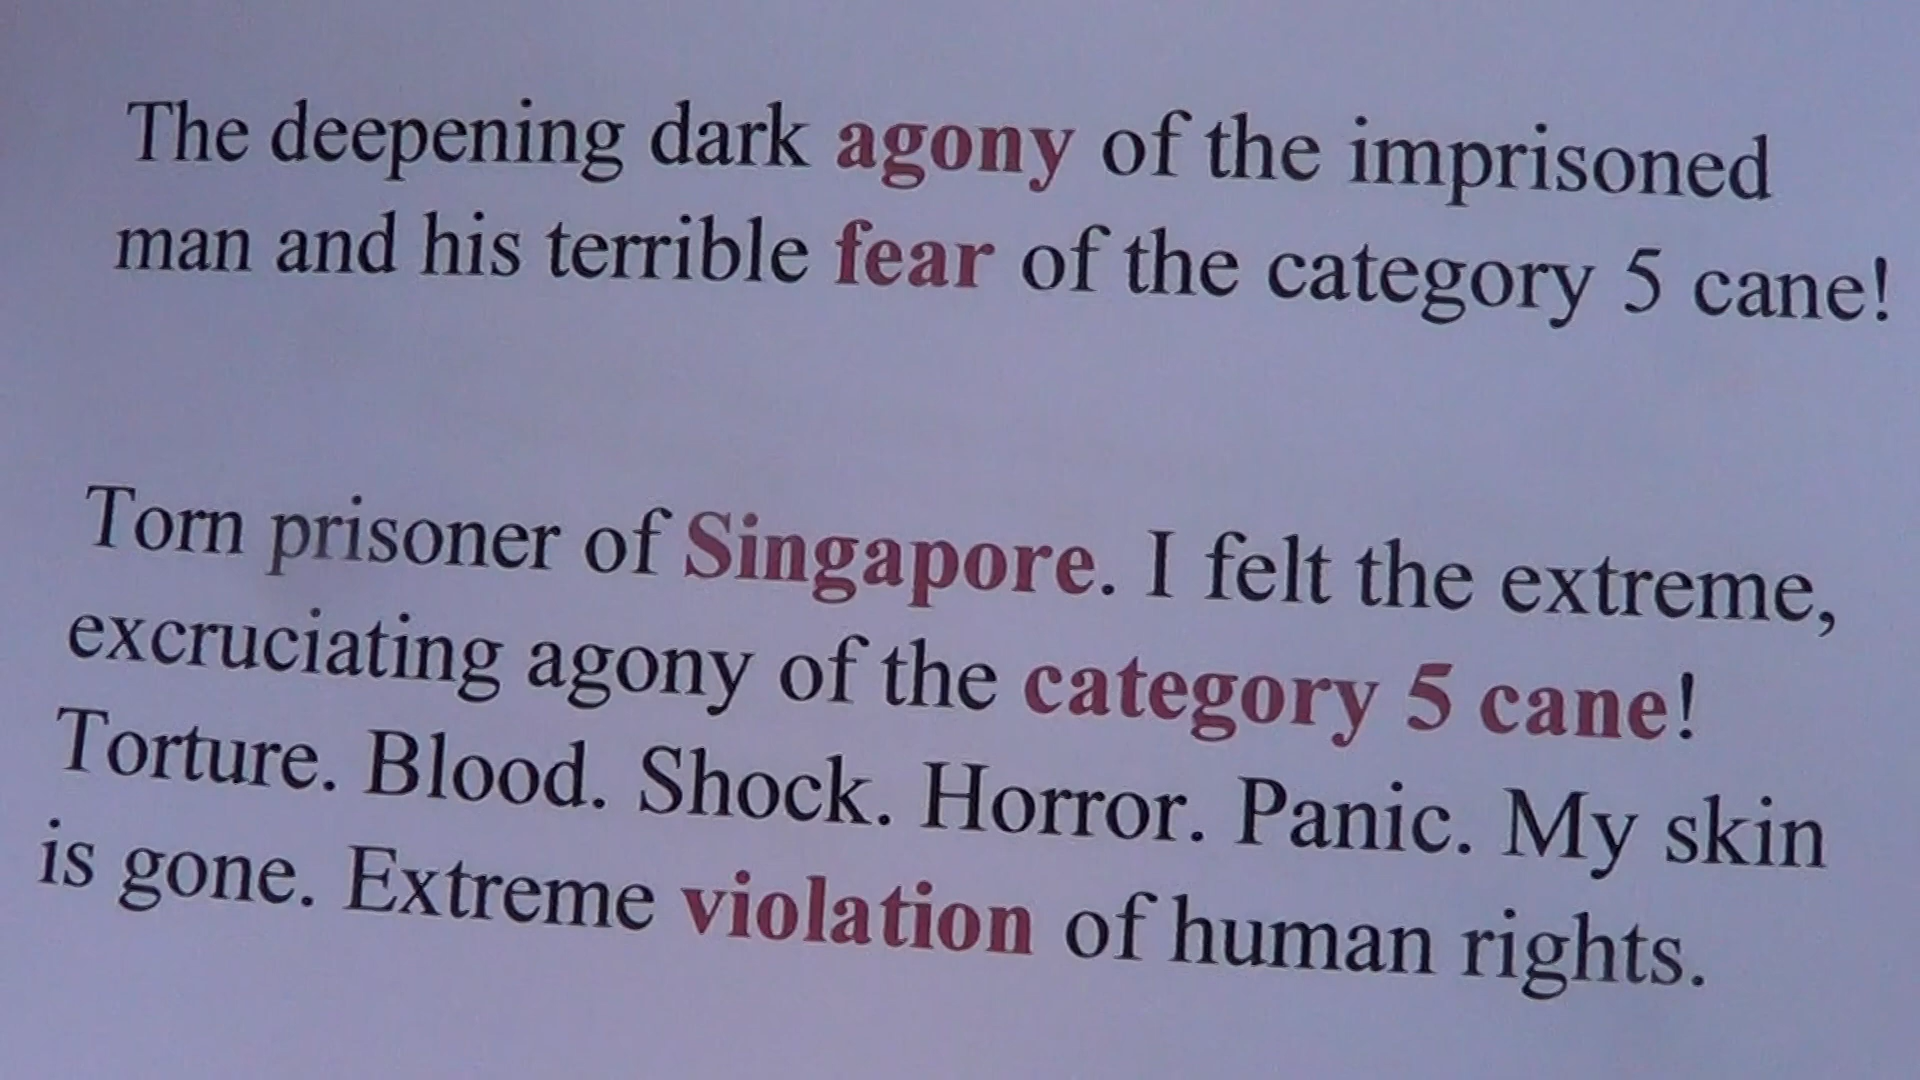 The deepening dark agony of the imprisoned
man and his terrible fear of the category 5 cane!
Torn prisoner of Singapore. I felt the extreme,
excruciating agony of the category 5 cane!
Torture. Blood. Shock. Horror. Panic. My skin
is gone. Extreme violation of human rights.